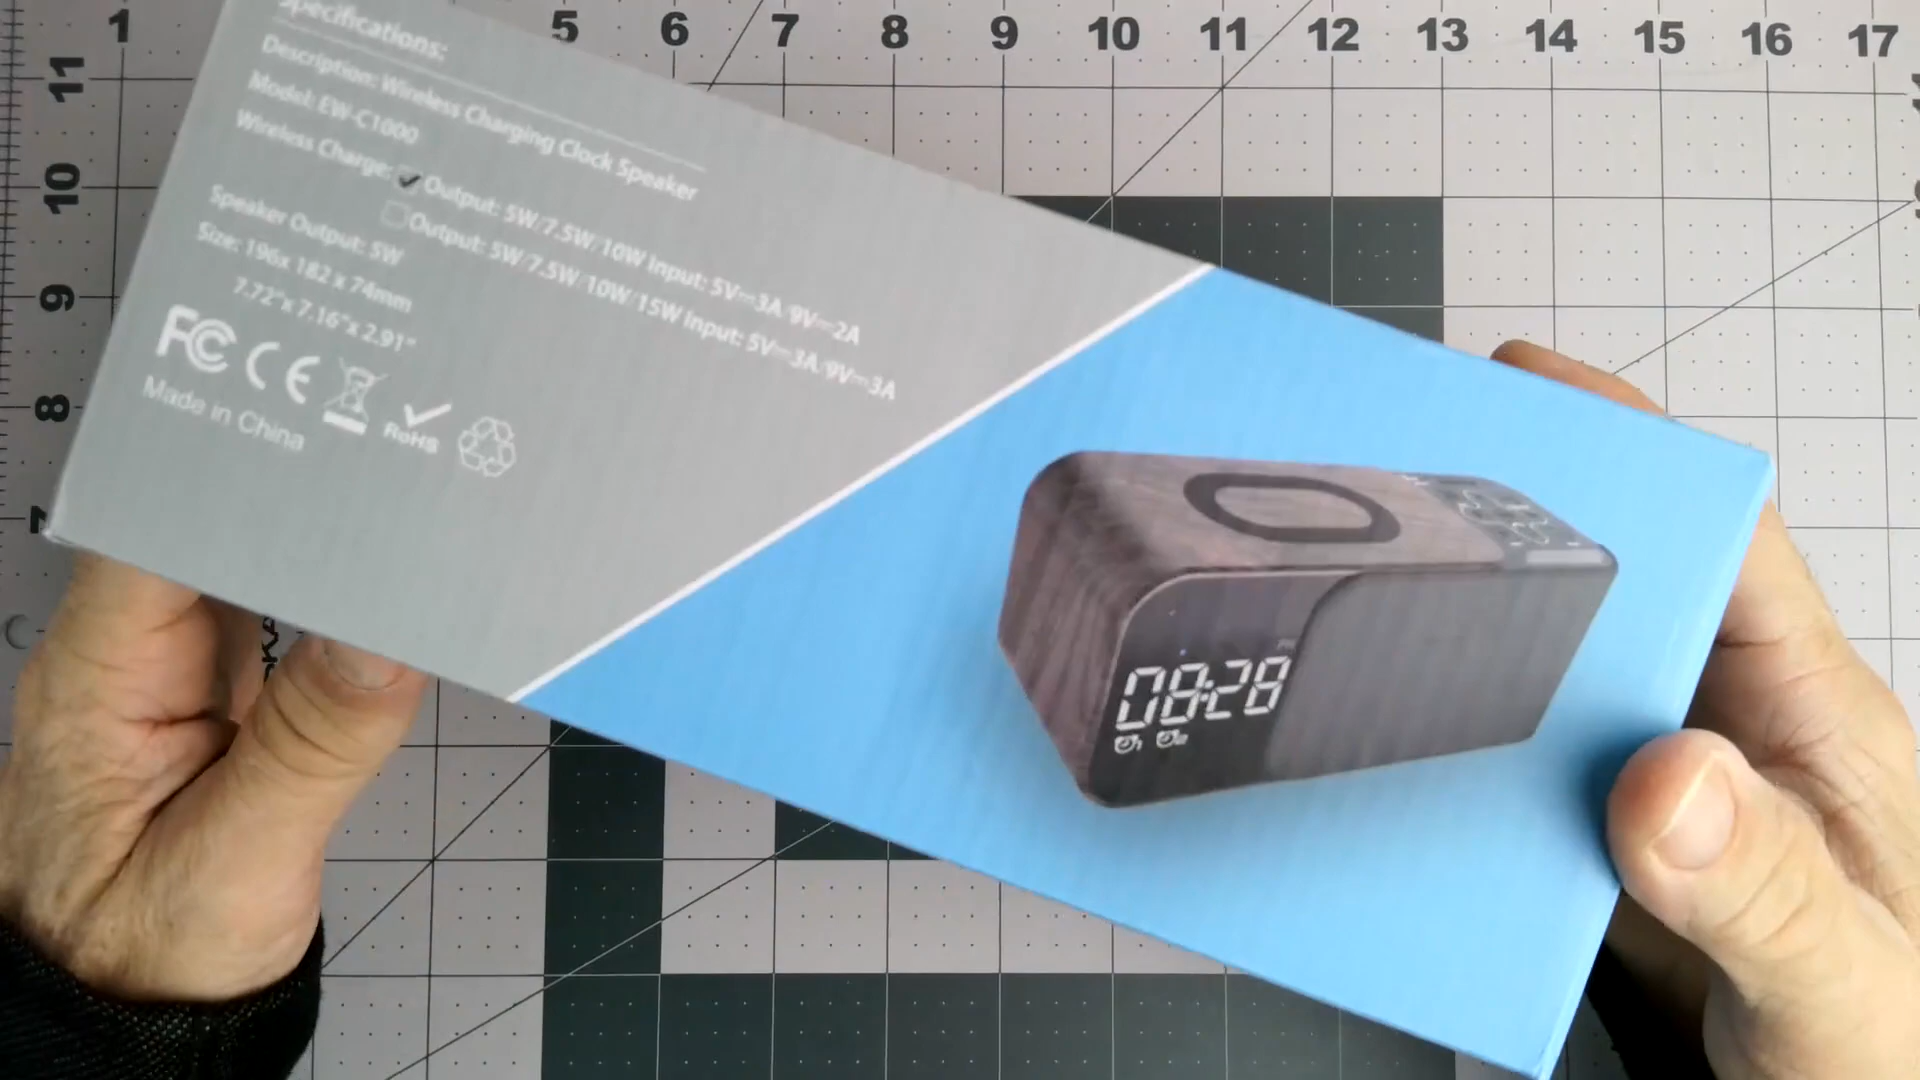 1 5 6 7 8 9 10 11 12 13 14 15 16 17
11
10
9
8
7
Specifications:
Description: Wireless Charging Clock Speaker
Model: EW-C1000
Wireless Charge: ✓ Output: 5W/7.5W/10W Input: 5V⎓3A/9V⎓2A
☐ Output: 5W/7.5W/10W/15W Input: 5V⎓3A/9V⎓3A
Speaker Output: 5W
Size: 196x 182 x 74mm
7.72"x 7.16"x 2.91"
FC CE RoHS
Made in China
08:28